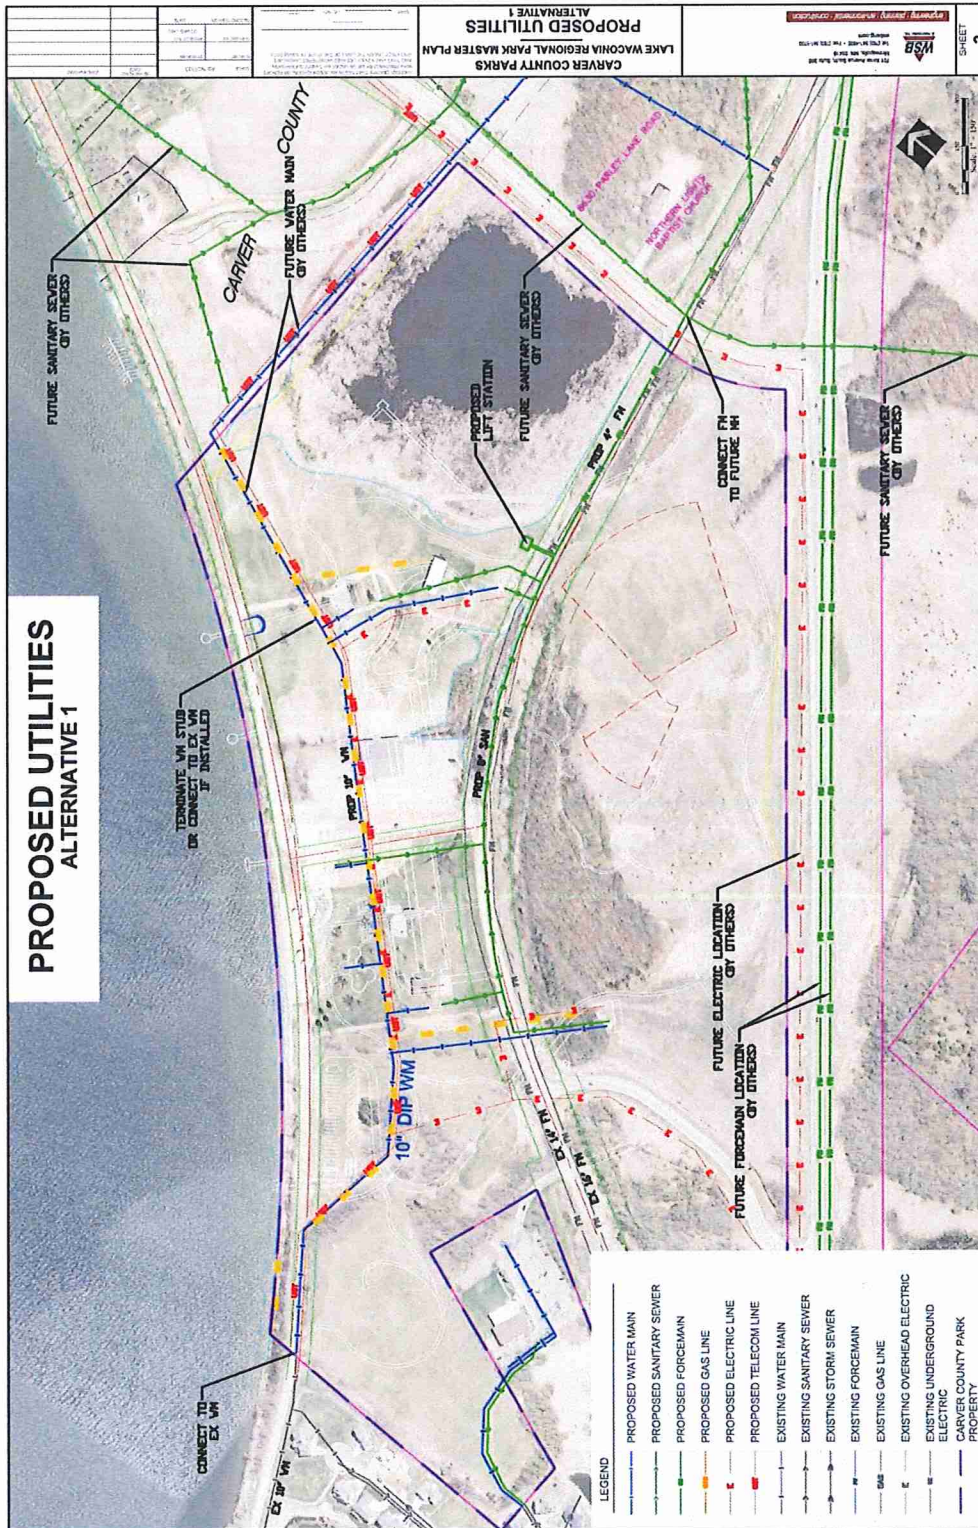 PROPOSED UTILITIES
ALTERNATIVE 1
FUTURE SANITARY SEWER
(BY OTHERS)
CARVER COUNTY
FUTURE WATER MAIN
(BY OTHERS)
TERMINATE WM STUB
OR CONNECT TO EX WM
IF INSTALLED
CONNECT TO
EX WM
EX 10" WM
10" DIP WM
PROP 10" WM
PROP 8" SAN
PROP 4" FM
PROPOSED
LIFT STATION
FUTURE SANITARY SEWER
(BY OTHERS)
PARLEY LAKE ROAD
NORTHERN LIGHTS
BAPTIST CHURCH
CONNECT FM
TO FUTURE MH
FUTURE SANITARY SEWER
(BY OTHERS)
FUTURE ELECTRIC LOCATION
(BY OTHERS)
FUTURE FORCEMAIN LOCATION
(BY OTHERS)
EX 14" FM
EX 16" FM
LEGEND
PROPOSED WATER MAIN
PROPOSED SANITARY SEWER
PROPOSED FORCEMAIN
PROPOSED GAS LINE
PROPOSED ELECTRIC LINE
PROPOSED TELECOM LINE
EXISTING WATER MAIN
EXISTING SANITARY SEWER
EXISTING STORM SEWER
EXISTING FORCEMAIN
EXISTING GAS LINE
EXISTING OVERHEAD ELECTRIC
EXISTING UNDERGROUND
ELECTRIC
CARVER COUNTY PARK
PROPERTY
CARVER COUNTY PARKS
LAKE WACONIA REGIONAL PARK MASTER PLAN
PROPOSED UTILITIES
ALTERNATIVE 1
WSB
engineering · planning · environmental · construction
SHEET